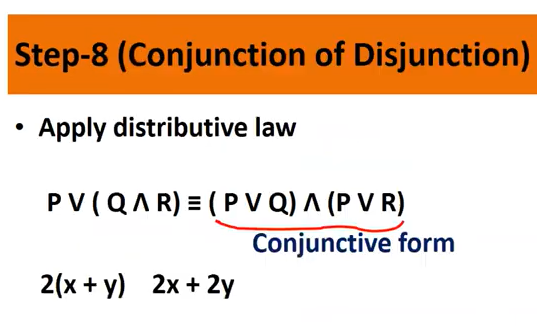 Step-8 (Conjunction of Disjunction)
• Apply distributive law
P V ( Q Λ R) ≡ ( P V Q) Λ (P V R)
Conjunctive form
2(x + y) 2x + 2y